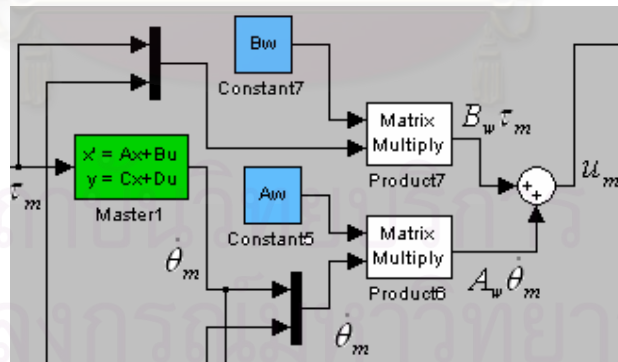 Bw
Constant7
Matrix
Multiply
Product7
B_w τ_m
x' = Ax+Bu
y = Cx+Du
τ_m
Master1
Aw
Constant5
Matrix
Multiply
Product6
u_m
θ̇_m
A_w θ̇_m
θ̇_m